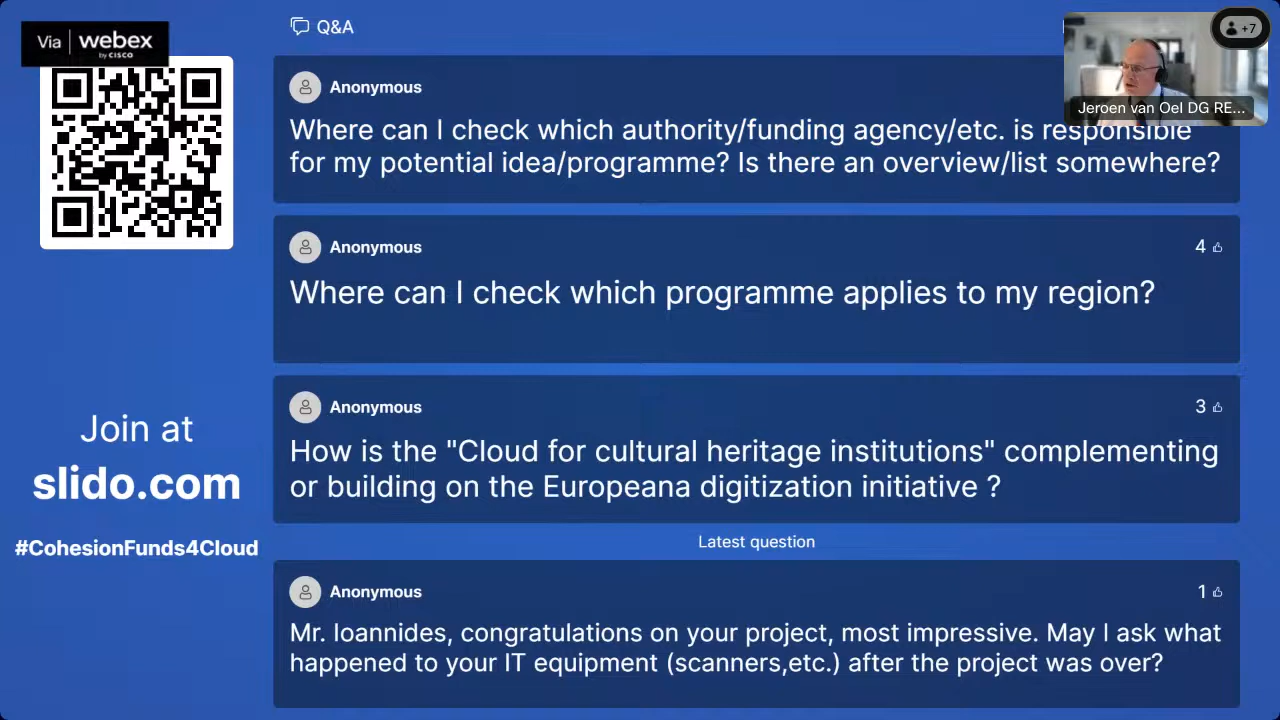 Via webex
by CISCO
Q&A
+7
Jeroen van Oel DG RE...
Anonymous
Where can I check which authority/funding agency/etc. is responsible
for my potential idea/programme? Is there an overview/list somewhere?
Anonymous
4
Where can I check which programme applies to my region?
Anonymous
3
How is the "Cloud for cultural heritage institutions" complementing
or building on the Europeana digitization initiative ?
Join at
slido.com
#CohesionFunds4Cloud
Latest question
Anonymous
1
Mr. Ioannides, congratulations on your project, most impressive. May I ask what
happened to your IT equipment (scanners,etc.) after the project was over?